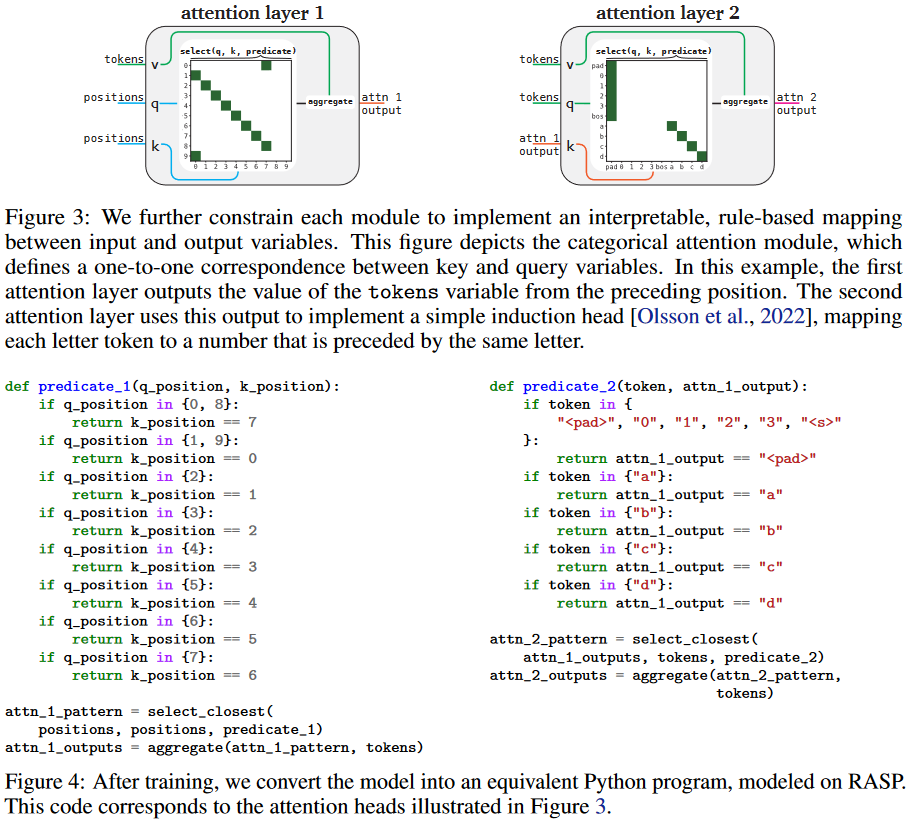 attention layer 1
attention layer 2
tokens
v
select(q, k, predicate)
positions
q
aggregate
attn 1
output
positions
k
0
1
2
3
4
5
6
7
8
9
0 1 2 3 4 5 6 7 8 9
tokens
v
select(q, k, predicate)
tokens
q
aggregate
attn 2
output
attn 1
output
k
pad
0
1
2
3
bos
a
b
c
d
pad 0 1 2 3 bos a b c d
Figure 3: We further constrain each module to implement an interpretable, rule-based mapping
between input and output variables. This figure depicts the categorical attention module, which
defines a one-to-one correspondence between key and query variables. In this example, the first
attention layer outputs the value of the tokens variable from the preceding position. The second
attention layer uses this output to implement a simple induction head [Olsson et al., 2022], mapping
each letter token to a number that is preceded by the same letter.
def predicate_1(q_position, k_position):
    if q_position in {0, 8}:
        return k_position == 7
    if q_position in {1, 9}:
        return k_position == 0
    if q_position in {2}:
        return k_position == 1
    if q_position in {3}:
        return k_position == 2
    if q_position in {4}:
        return k_position == 3
    if q_position in {5}:
        return k_position == 4
    if q_position in {6}:
        return k_position == 5
    if q_position in {7}:
        return k_position == 6
attn_1_pattern = select_closest(
    positions, positions, predicate_1)
attn_1_outputs = aggregate(attn_1_pattern, tokens)
def predicate_2(token, attn_1_output):
    if token in {
        "<pad>", "0", "1", "2", "3", "<s>"
    }:
        return attn_1_output == "<pad>"
    if token in {"a"}:
        return attn_1_output == "a"
    if token in {"b"}:
        return attn_1_output == "b"
    if token in {"c"}:
        return attn_1_output == "c"
    if token in {"d"}:
        return attn_1_output == "d"
attn_2_pattern = select_closest(
    attn_1_outputs, tokens, predicate_2)
attn_2_outputs = aggregate(attn_2_pattern,
                           tokens)
Figure 4: After training, we convert the model into an equivalent Python program, modeled on RASP.
This code corresponds to the attention heads illustrated in Figure 3.